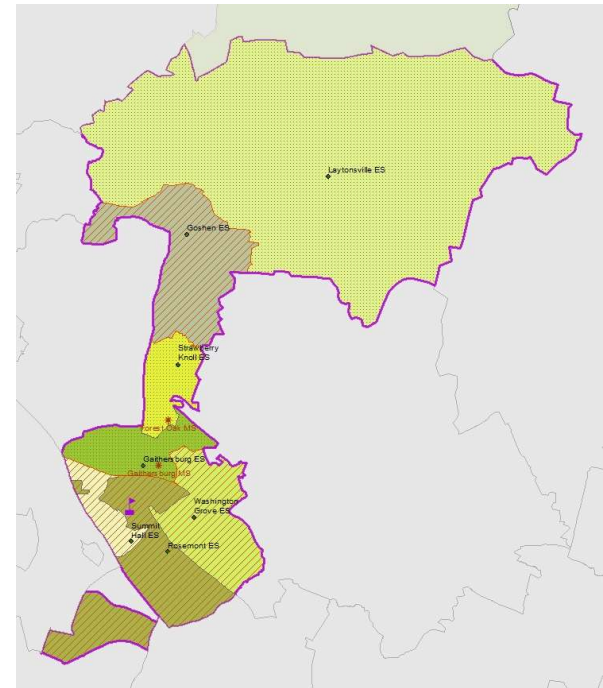 Laytonsville ES
Goshen ES
Strawberry
Knoll ES
Forest Oak MS
Gaithersburg ES
Gaithersburg MS
Washington
Grove ES
Summit
Hall ES
Rosemont ES